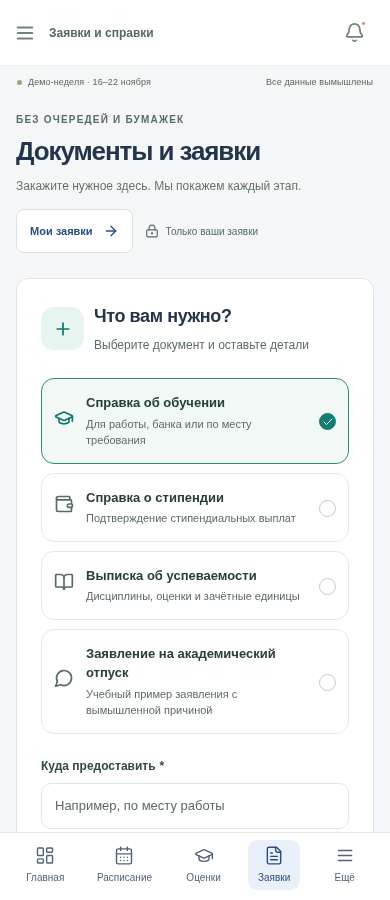 Заявки и справки
Демо-неделя · 16–22 ноября
Все данные вымышлены
БЕЗ ОЧЕРЕДЕЙ И БУМАЖЕК
Документы и заявки
Закажите нужное здесь. Мы покажем каждый этап.
Мои заявки
Только ваши заявки
Что вам нужно?
Выберите документ и оставьте детали
Справка об обучении
Для работы, банка или по месту
требования
Справка о стипендии
Подтверждение стипендиальных выплат
Выписка об успеваемости
Дисциплины, оценки и зачётные единицы
Заявление на академический
отпуск
Учебный пример заявления с
вымышленной причиной
Куда предоставить *
Например, по месту работы
Главная
Расписание
Оценки
Заявки
Ещё